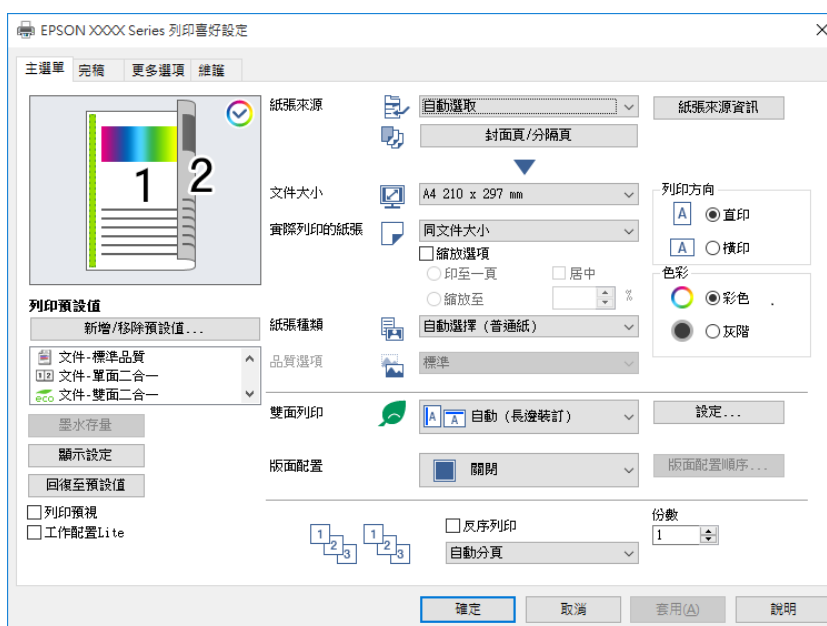 EPSON XXXX Series 列印喜好設定
主選單 完稿 更多選項 維護
1 2
紙張來源 自動選取 紙張來源資訊
封面頁/分隔頁
文件大小 A4 210 x 297 mm
列印方向
A 直印
A 橫印
實際列印的紙張 同文件大小
縮放選項
印至一頁 居中
縮放至 %
色彩
彩色
灰階
列印預設值
新增/移除預設值...
文件-標準品質
12 文件-單面二合一
eco 文件-雙面二合一
紙張種類 自動選擇 (普通紙)
品質選項 標準
墨水存量
顯示設定
回復至預設值
列印預視
工作配置Lite
雙面列印 A A 自動 (長邊裝訂) 設定...
版面配置 關閉 版面配置順序...
1 2 3 1 2 3
反序列印
自動分頁
份數
1
確定 取消 套用(A) 說明